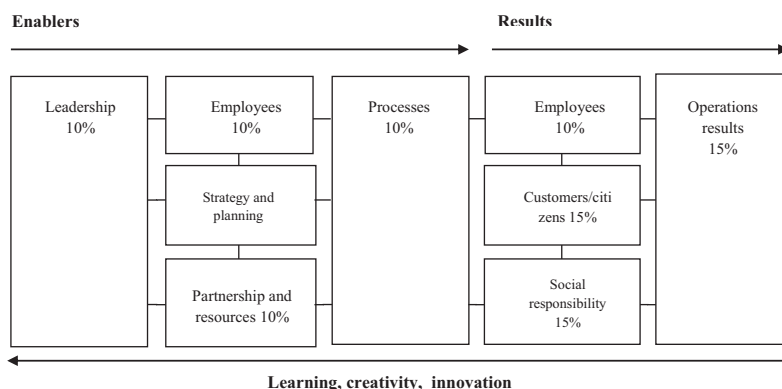 Enablers
Results
Leadership
10%
Employees
10%
Processes
10%
Employees
10%
Operations
results
15%
Strategy and
planning
Customers/citi
zens 15%
Partnership and
resources 10%
Social
responsibility
15%
Learning, creativity, innovation